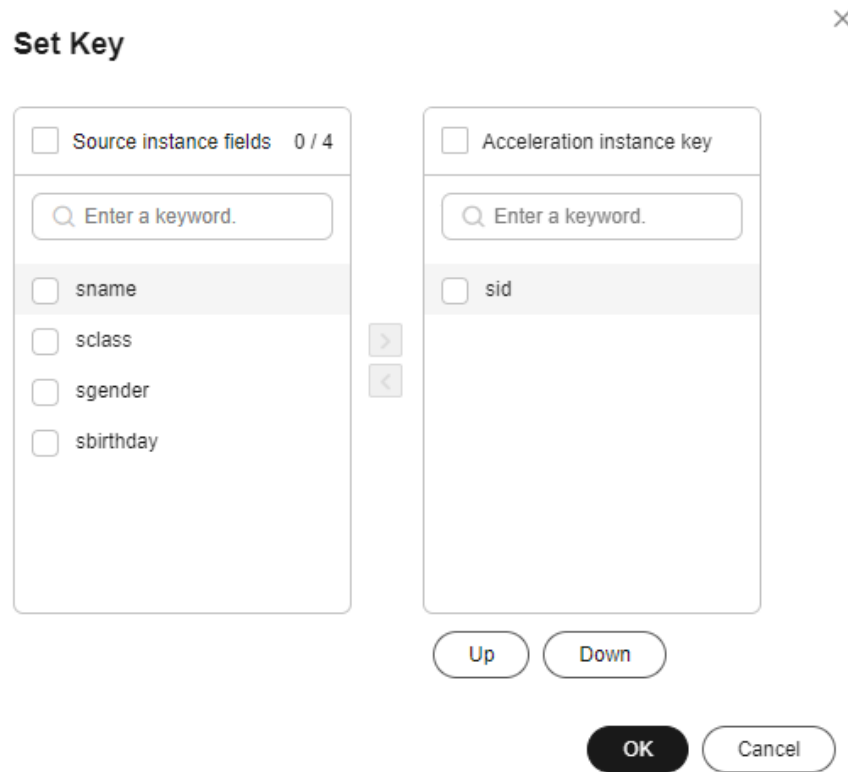 Set Key
Source instance fields 0 / 4
Enter a keyword.
sname
sclass
sgender
sbirthday
Acceleration instance key
Enter a keyword.
sid
Up Down
OK Cancel